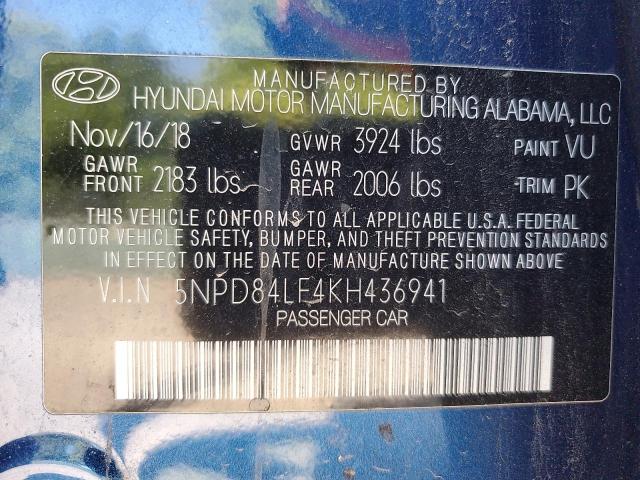 MANUFACTURED BY
HYUNDAI MOTOR MANUFACTURING ALABAMA, LLC
Nov/16/18 GVWR 3924 lbs PAINT VU
GAWR FRONT 2183 lbs GAWR REAR 2006 lbs TRIM PK
THIS VEHICLE CONFORMS TO ALL APPLICABLE U.S.A. FEDERAL
MOTOR VEHICLE SAFETY, BUMPER, AND THEFT PREVENTION STANDARDS
IN EFFECT ON THE DATE OF MANUFACTURE SHOWN ABOVE.
V.I.N 5NPD84LF4KH436941
PASSENGER CAR